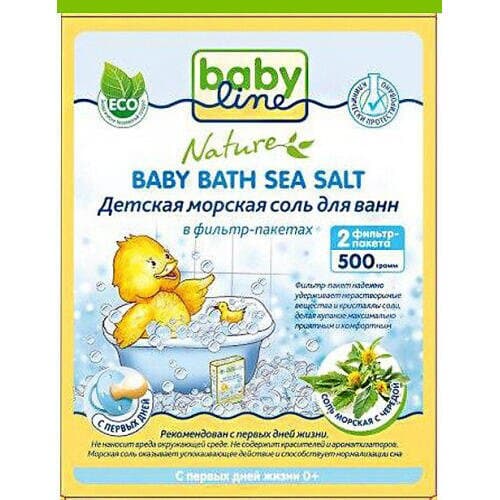 baby
line
ECO
КЛИНИЧЕСКИ ПРОТЕСТИРОВАНО
Nature
BABY BATH SEA SALT
Детская морская соль для ванн
в фильтр-пакетах
2 фильтр-
пакета
500 грамм
Фильтр-пакет надежно
удерживает нерастворимые
вещества и кристаллы соли,
делая купание максимально
приятным и комфортным
С ПЕРВЫХ ДНЕЙ
СОЛЬ МОРСКАЯ С ЧЕРЕДОЙ
Рекомендован с первых дней жизни.
Не наносит вреда окружающей среде. Не содержит красителей и ароматизаторов.
Морская соль оказывает успокаивающее действие и способствует нормализации сна
С первых дней жизни 0+